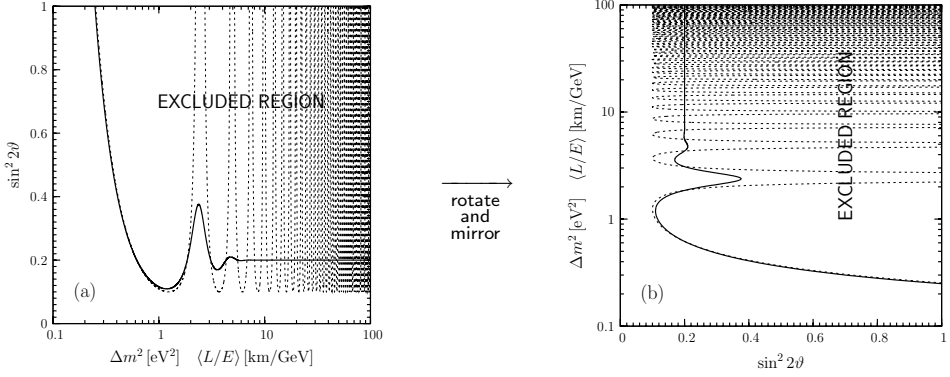 1
0.8
0.6
0.4
0.2
0
sin² 2ϑ
EXCLUDED REGION
(a)
0.1
1
10
100
Δm² [eV²] ⟨L/E⟩ [km/GeV]
rotate
and
mirror
100
10
1
0.1
Δm² [eV²] ⟨L/E⟩ [km/GeV]
EXCLUDED REGION
(b)
0
0.2
0.4
0.6
0.8
1
sin² 2ϑ